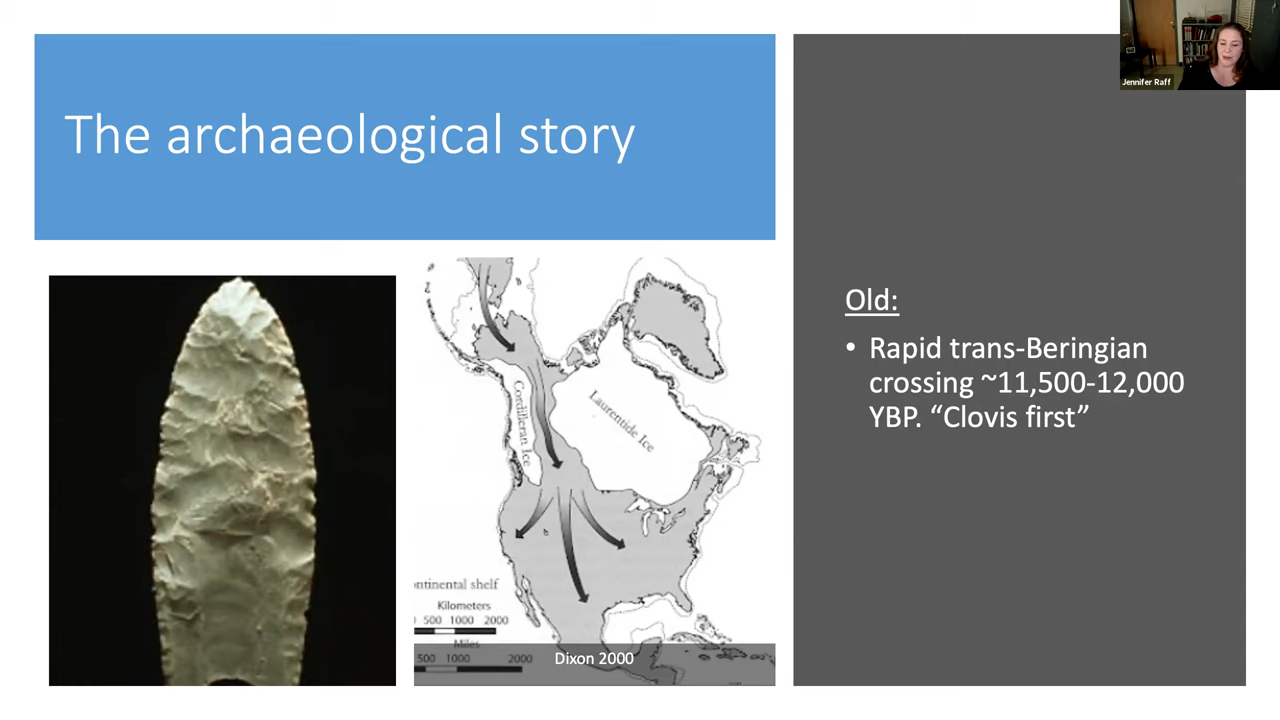 Jennifer Raff
The archaeological story
Cordilleran Ice
Laurentide Ice
ontinental shelf
Kilometers
500 1000 2000
Miles
500 1000 2000
Dixon 2000
Old:
• Rapid trans-Beringian
crossing ~11,500-12,000
YBP. “Clovis first”